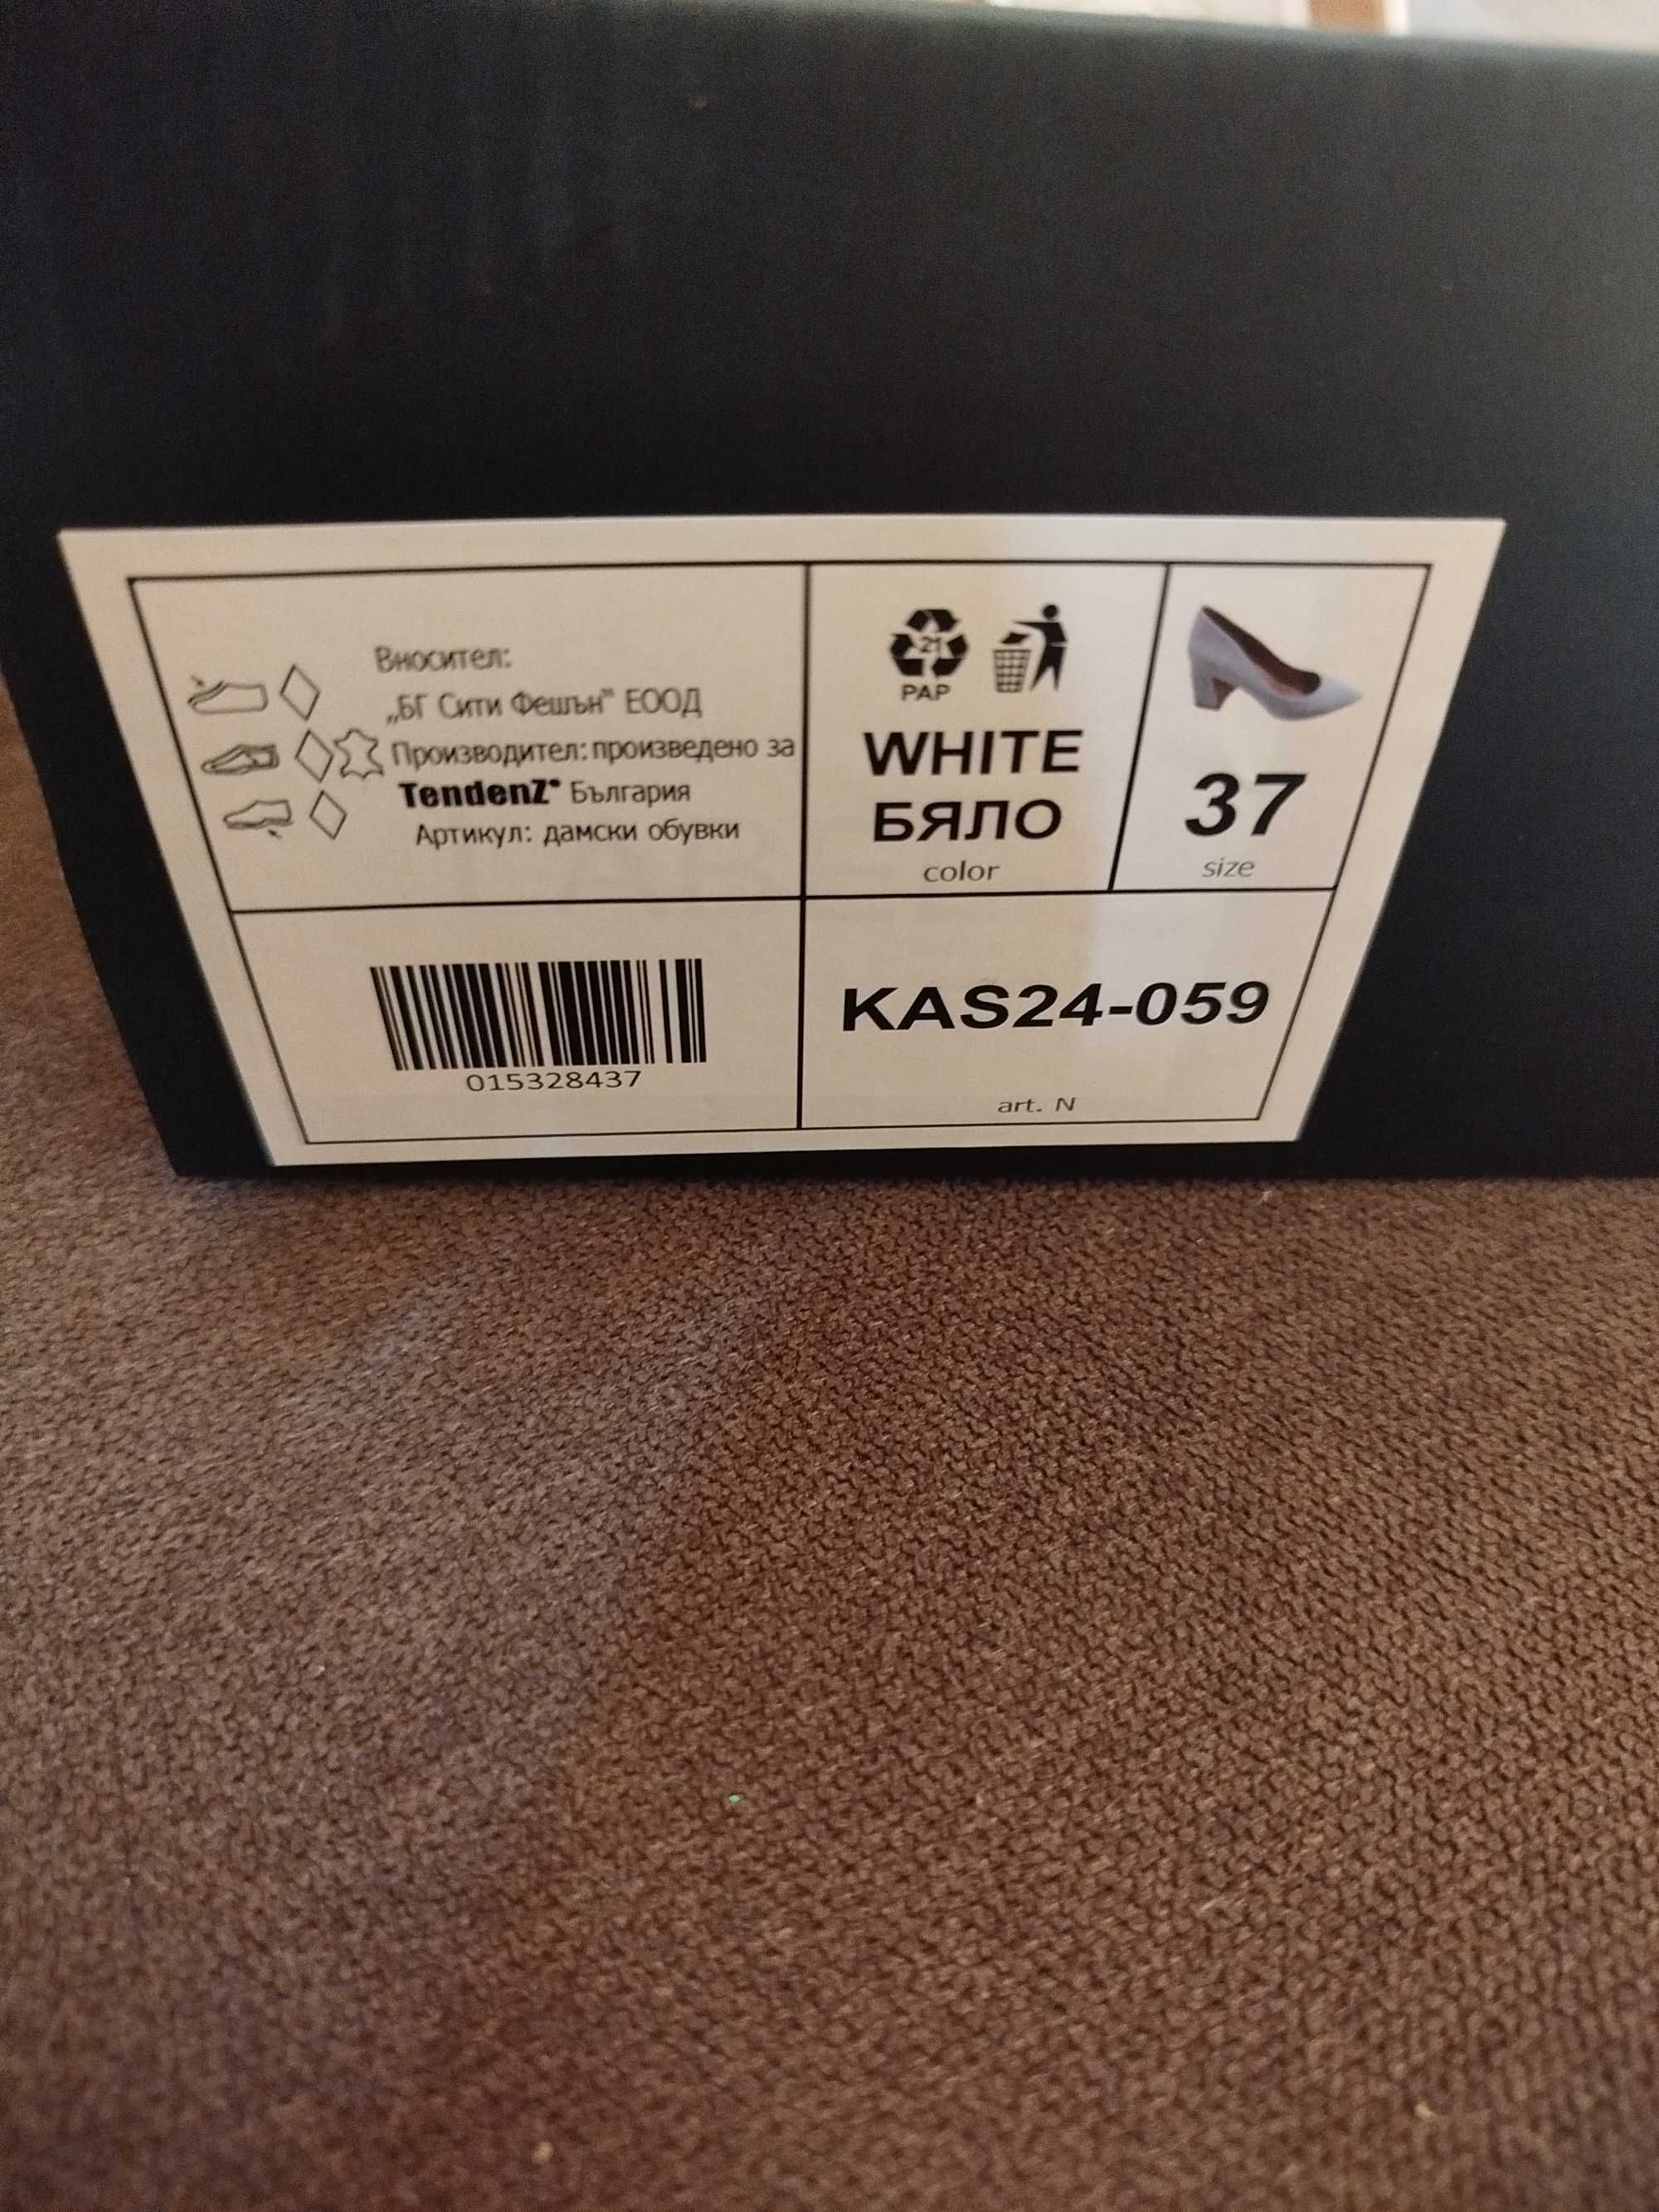 Вносител:
„БГ Сити Фешън" ЕООД
Производител: произведено за
TendenZ® България
Артикул: дамски обувки
21
PAP
WHITE
БЯЛО
color
37
size
015328437
KAS24-059
art. N